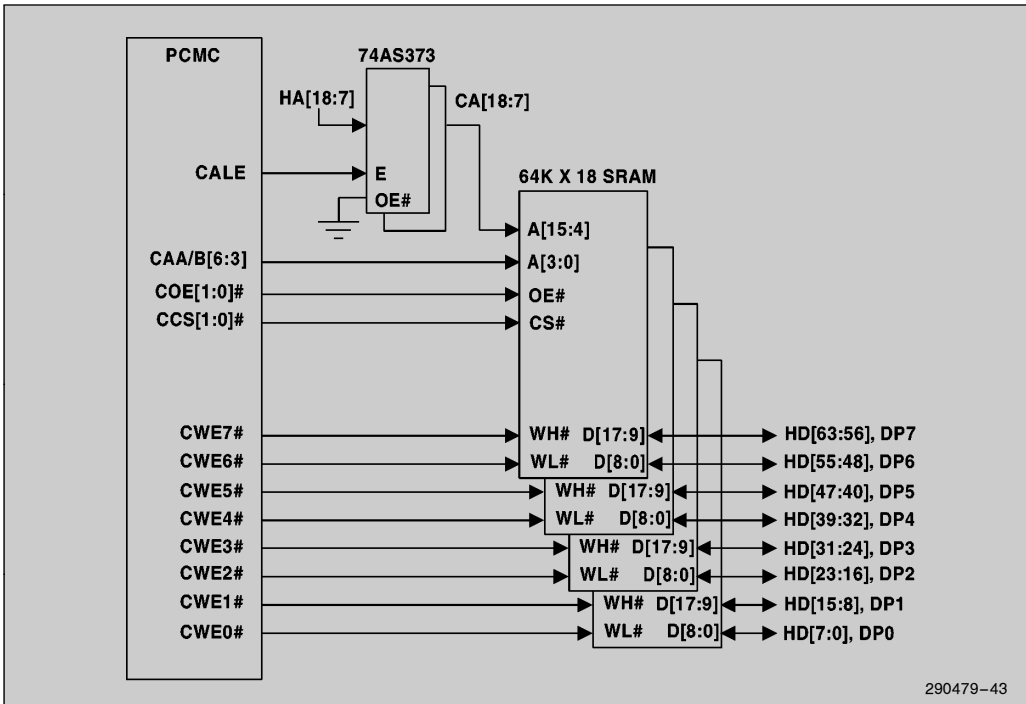 PCMC
74AS373
HA[18:7]
CA[18:7]
CALE
E
OE#
64K X 18 SRAM
A[15:4]
CAA/B[6:3]
A[3:0]
COE[1:0]#
OE#
CCS[1:0]#
CS#
CWE7#
WH# D[17:9]
HD[63:56], DP7
CWE6#
WL# D[8:0]
HD[55:48], DP6
CWE5#
WH# D[17:9]
HD[47:40], DP5
CWE4#
WL# D[8:0]
HD[39:32], DP4
CWE3#
WH# D[17:9]
HD[31:24], DP3
CWE2#
WL# D[8:0]
HD[23:16], DP2
CWE1#
WH# D[17:9]
HD[15:8], DP1
CWE0#
WL# D[8:0]
HD[7:0], DP0
290479-43